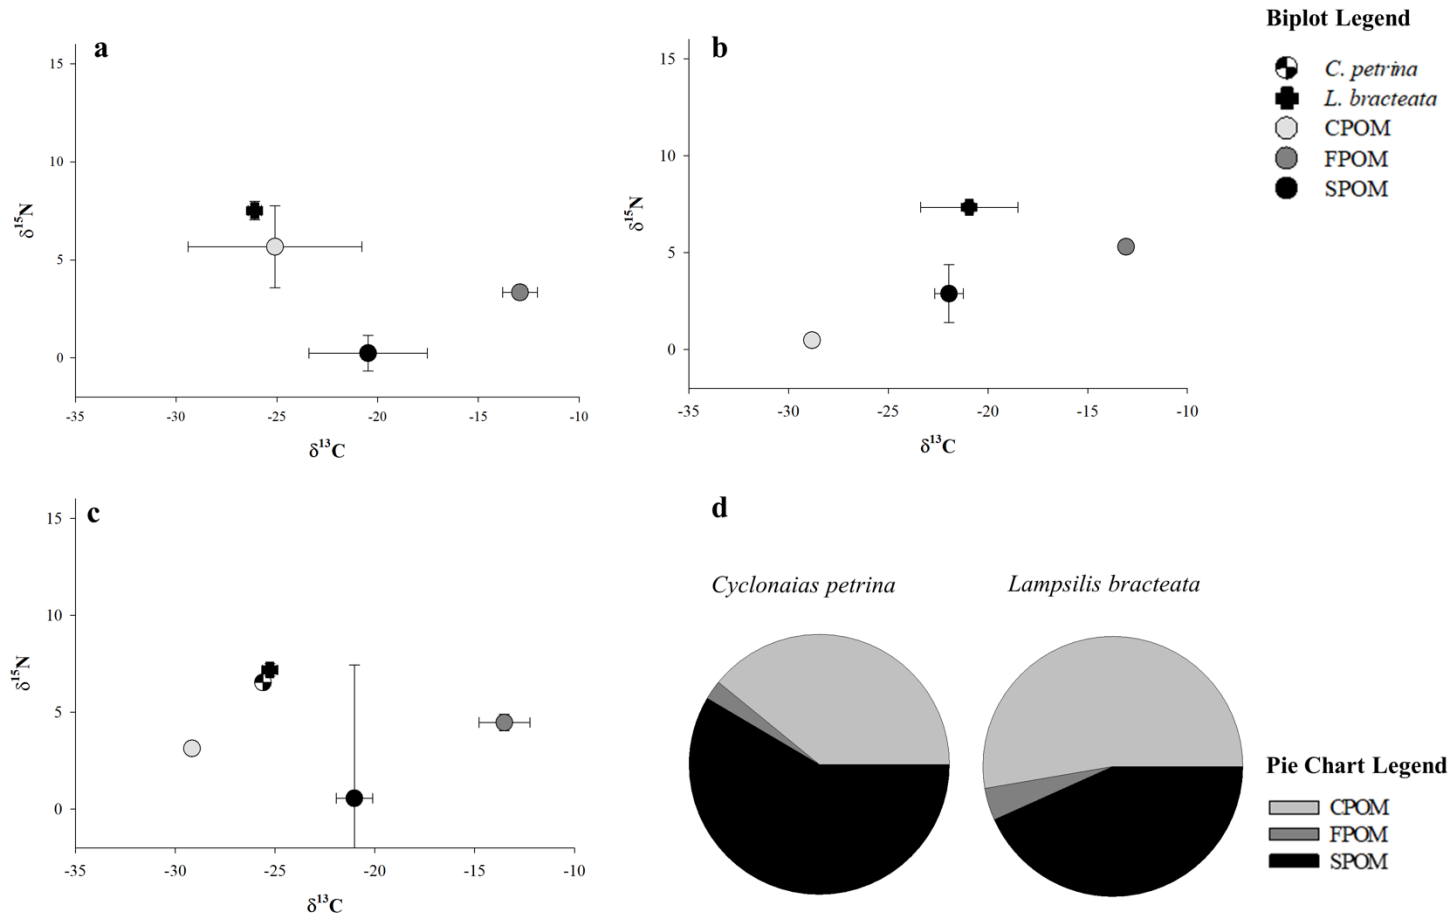 a
15
10
5
0
δ15N
-35 -30 -25 -20 -15 -10
δ13C
b
15
10
5
0
δ15N
-35 -30 -25 -20 -15 -10
δ13C
Biplot Legend
C. petrina
L. bracteata
CPOM
FPOM
SPOM
c
15
10
5
0
δ15N
-35 -30 -25 -20 -15 -10
δ13C
d
Cyclonaias petrina
Lampsilis bracteata
Pie Chart Legend
CPOM
FPOM
SPOM